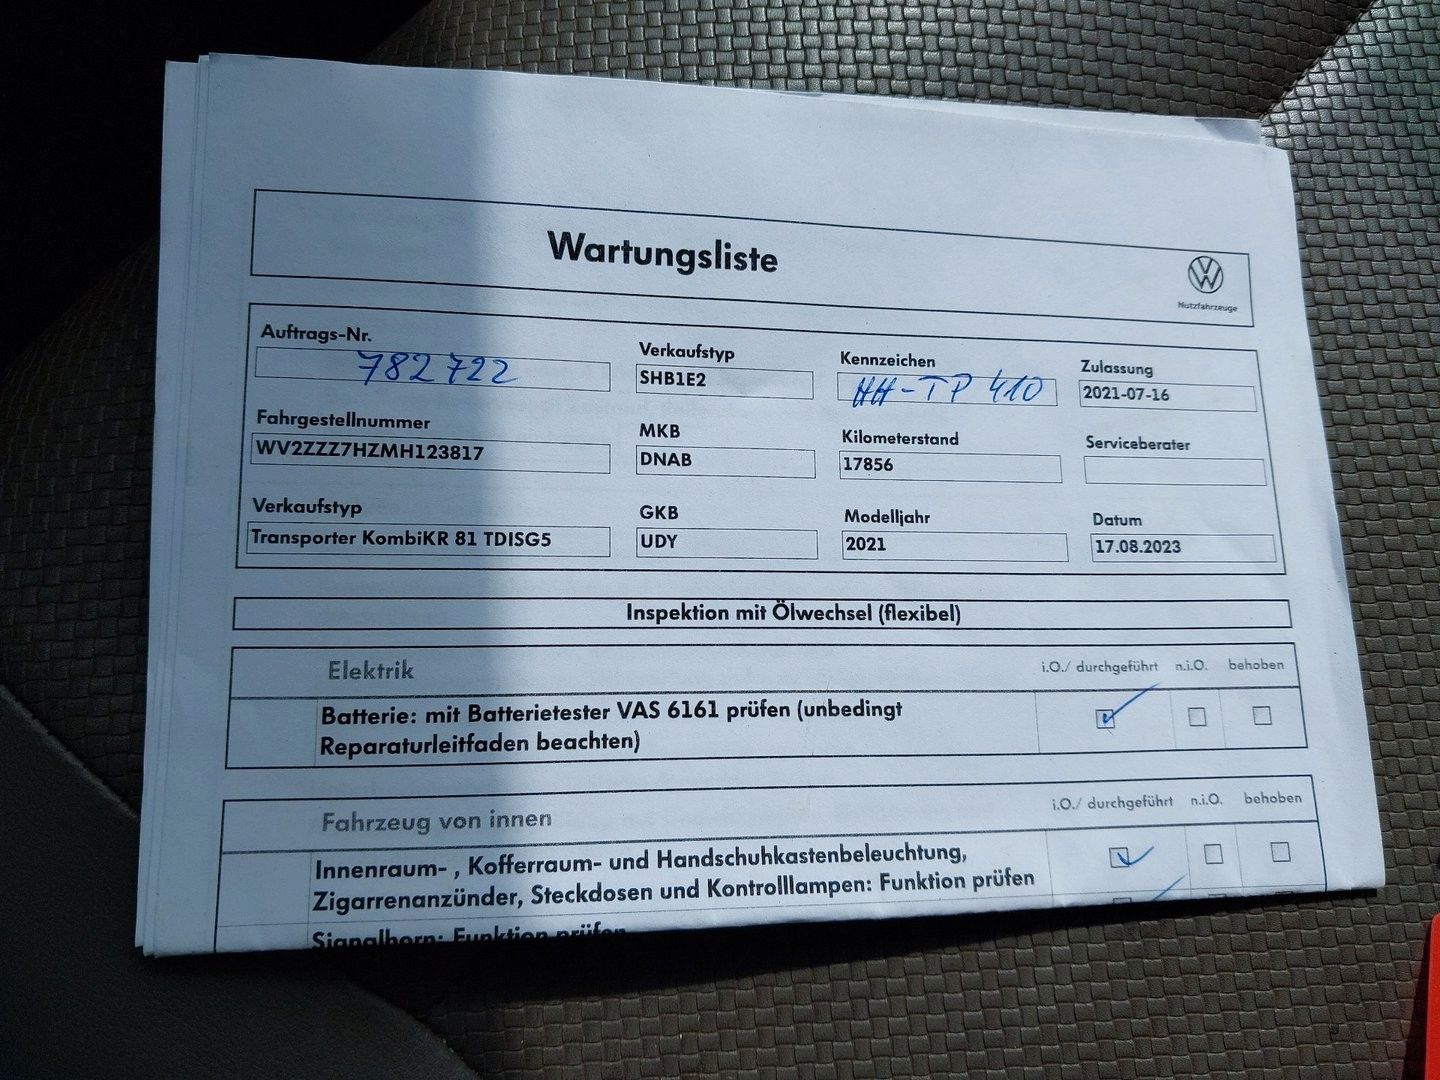 Wartungsliste
Nutzfahrzeuge
Auftrags-Nr.
782722
Verkaufstyp
SHB1E2
Kennzeichen
HH-TP 410
Zulassung
2021-07-16
Fahrgestellnummer
WV2ZZZ7HZMH123817
MKB
DNAB
Kilometerstand
17856
Serviceberater
Verkaufstyp
Transporter KombiKR 81 TDISG5
GKB
UDY
Modelljahr
2021
Datum
17.08.2023
Inspektion mit Ölwechsel (flexibel)
Elektrik i.O./ durchgeführt n.i.O. behoben
Batterie: mit Batterietester VAS 6161 prüfen (unbedingt
Reparaturleitfaden beachten)
Fahrzeug von innen i.O./ durchgeführt n.i.O. behoben
Innenraum- , Kofferraum- und Handschuhkastenbeleuchtung,
Zigarrenanzünder, Steckdosen und Kontrolllampen: Funktion prüfen
Signalhorn: Funktion prüfen